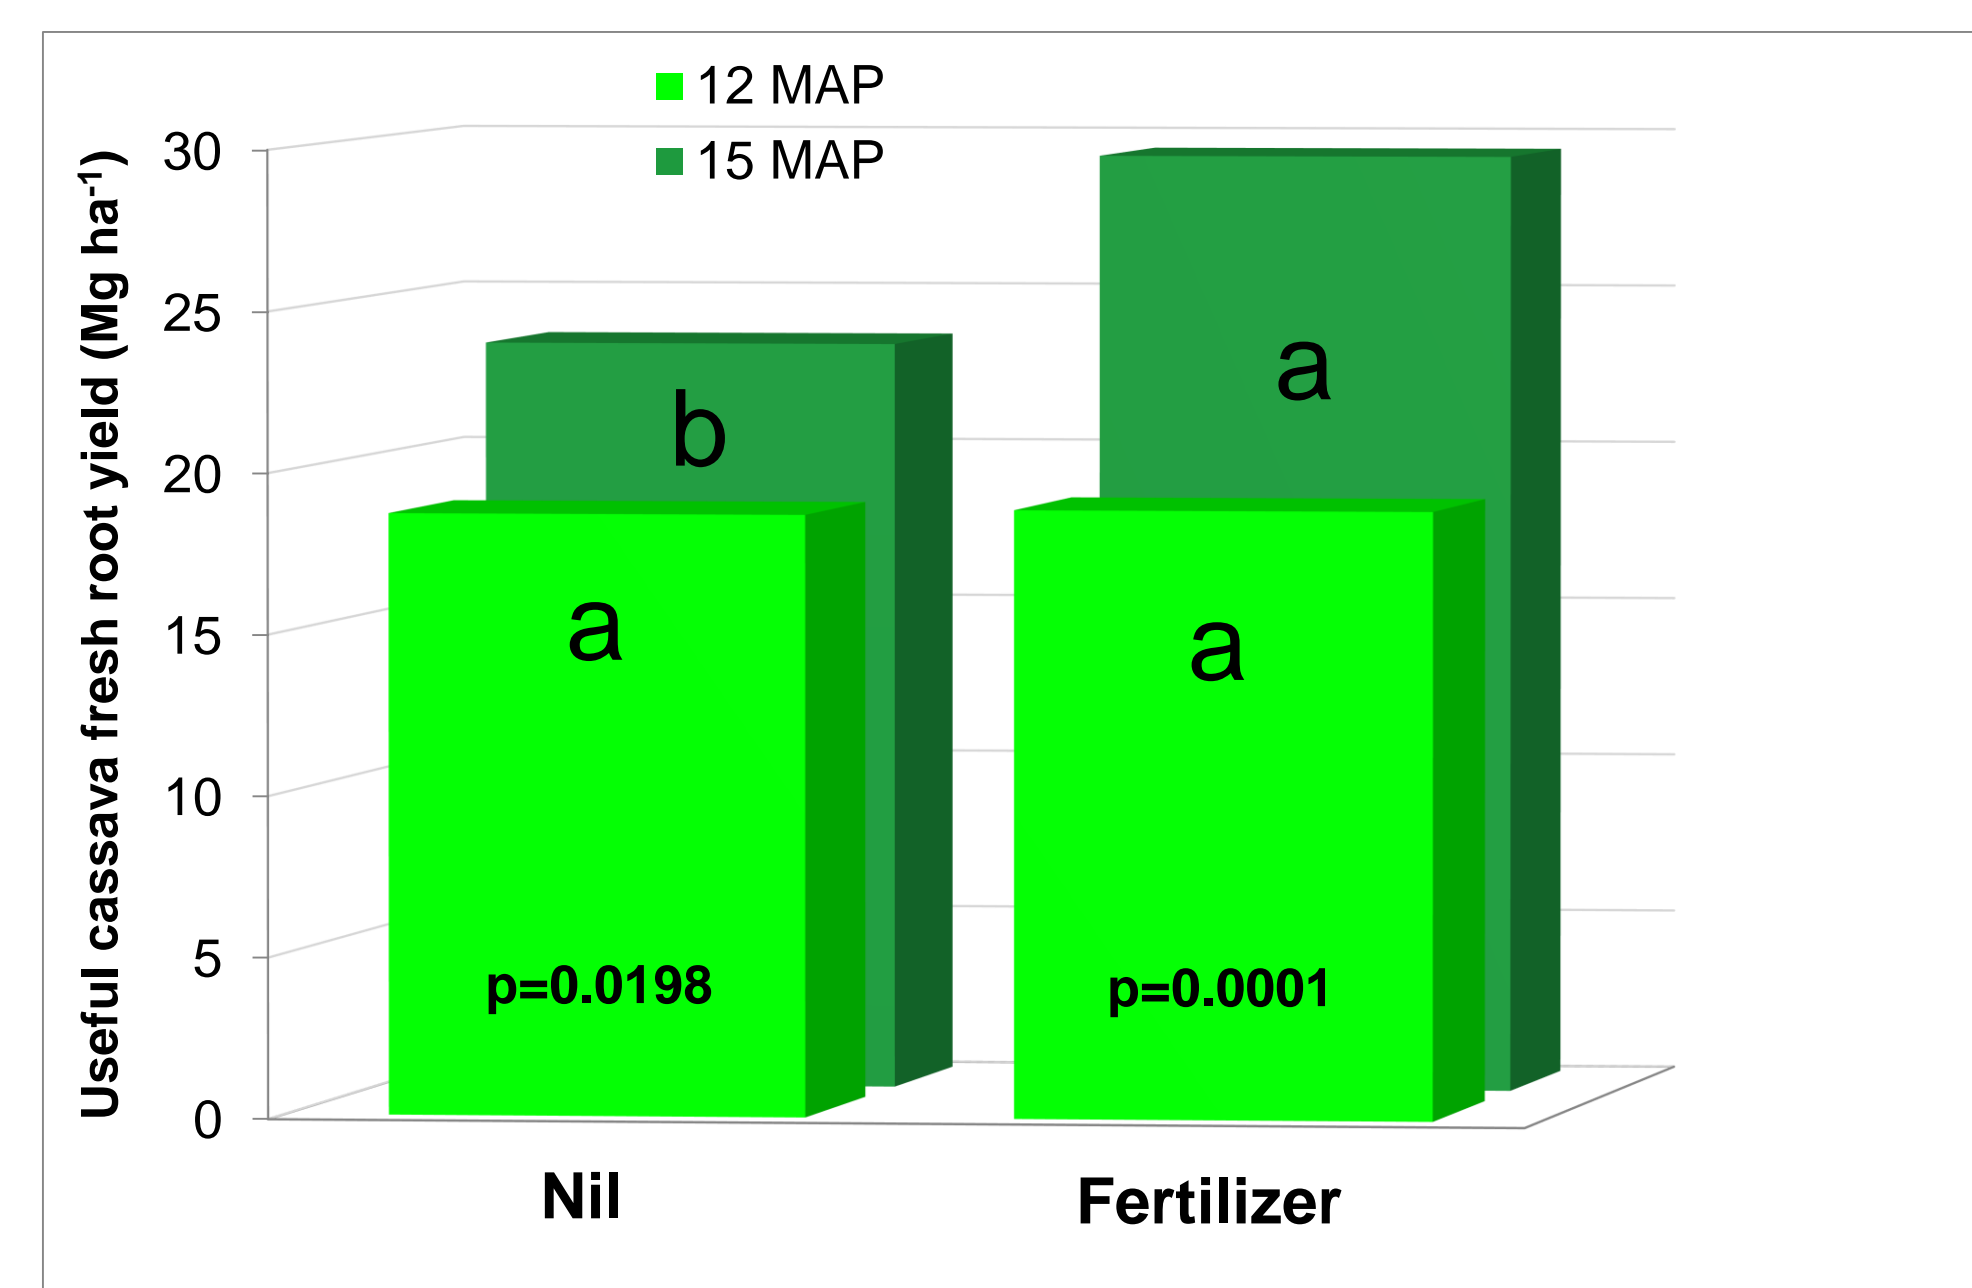 12 MAP
15 MAP
Useful cassava fresh root yield (Mg ha⁻¹)
30
25
20
15
10
5
0
b
a
a
a
p=0.0198
p=0.0001
Nil
Fertilizer